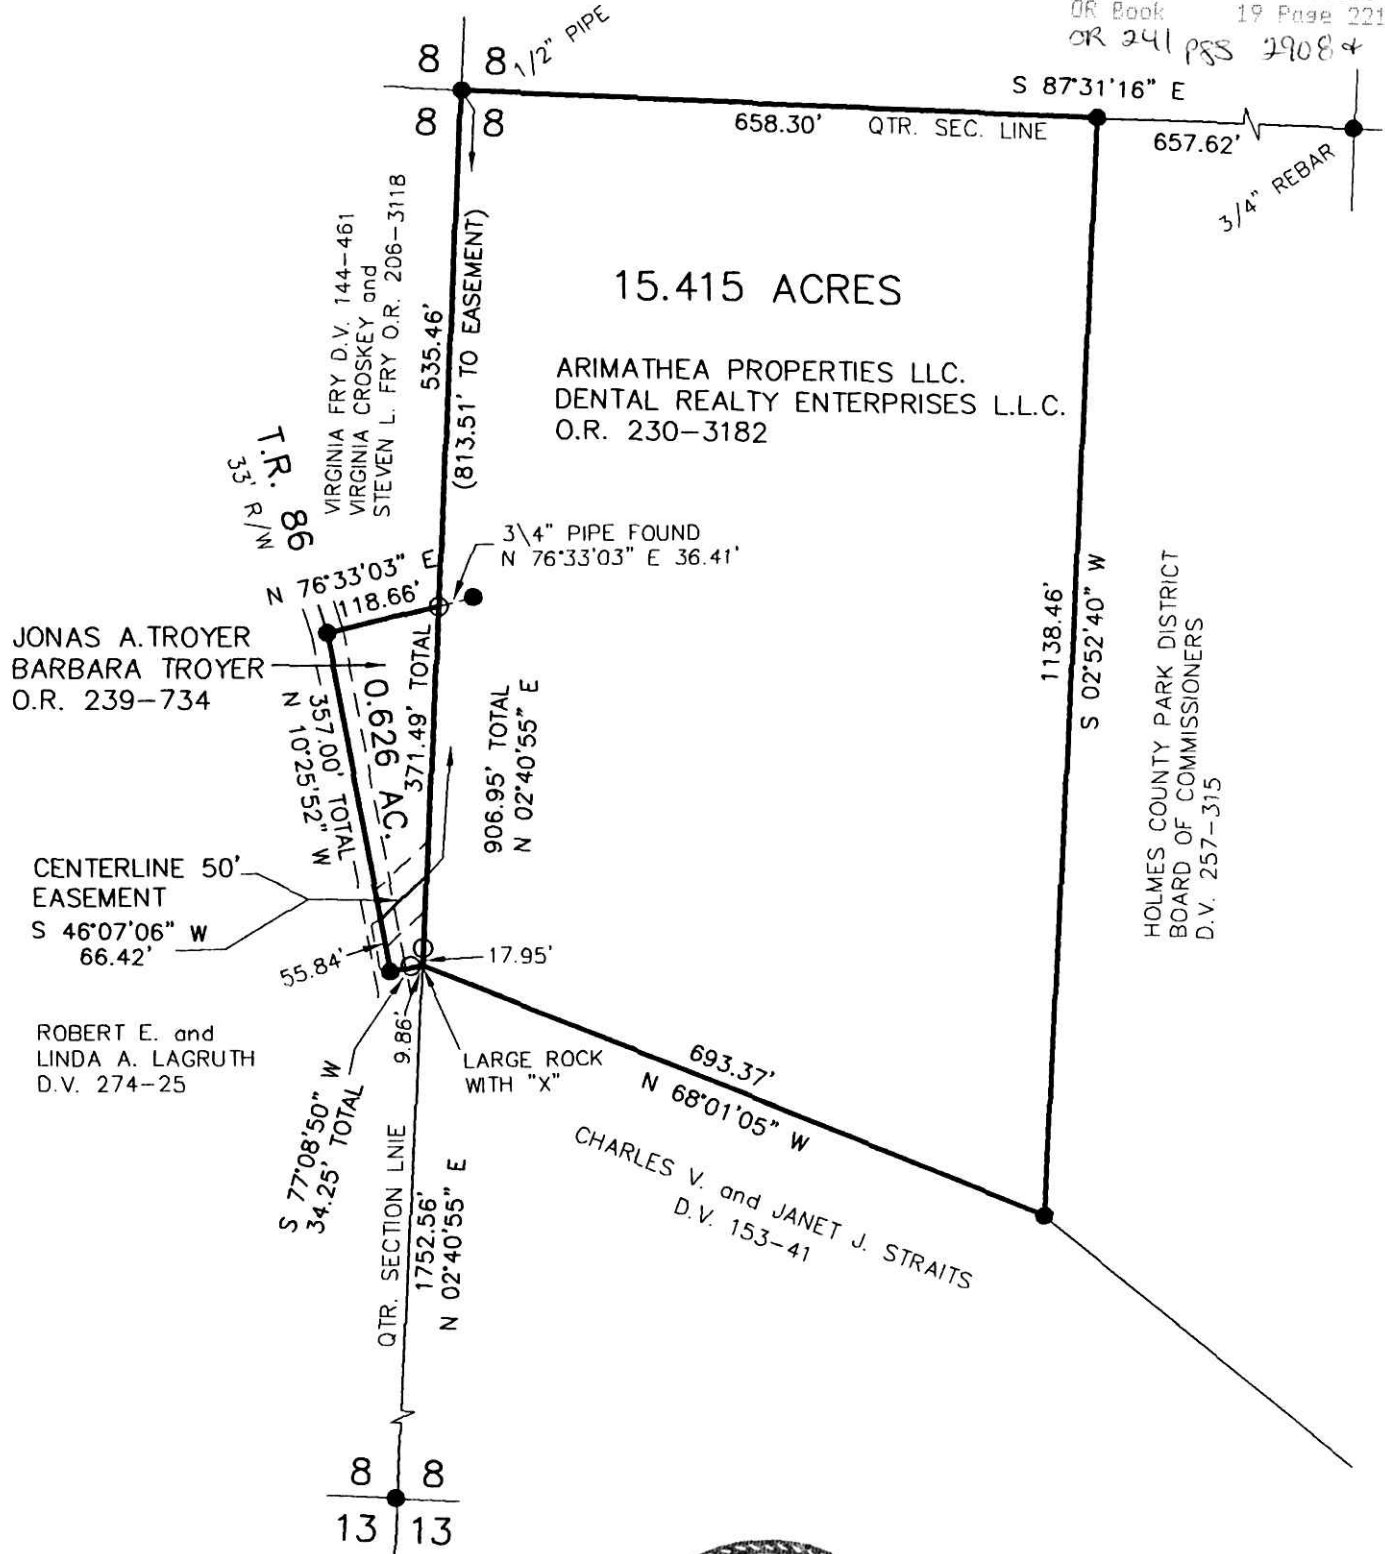 OR Book 19 Page 221
OR 241 pgs 2908 &
8 8
8 8
1/2" PIPE
S 87°31'16" E
658.30' QTR. SEC. LINE
657.62'
3/4" REBAR
VIRGINIA FRY D.V. 144-461
VIRGINIA CROSKEY and
STEVEN L. FRY O.R. 206-3118
535.46'
(813.51' TO EASEMENT)
15.415 ACRES
ARIMATHEA PROPERTIES LLC.
DENTAL REALTY ENTERPRISES L.L.C.
O.R. 230-3182
T.R. 86
33' R/W
3\4" PIPE FOUND
N 76°33'03" E 36.41'
N 76°33'03" E
118.66'
JONAS A.TROYER
BARBARA TROYER
O.R. 239-734
0.626 AC.
371.49' TOTAL
357.00' TOTAL
N 10°25'52" W
906.95' TOTAL
N 02°40'55" E
1138.46'
S 02°52'40" W
HOLMES COUNTY PARK DISTRICT
BOARD OF COMMISSIONERS
D.V. 257-315
CENTERLINE 50'
EASEMENT
S 46°07'06" W
66.42'
55.84'
17.95'
9.86'
ROBERT E. and
LINDA A. LAGRUTH
D.V. 274-25
LARGE ROCK
WITH "X"
S 77°08'50" W
34.25' TOTAL
693.37'
N 68°01'05" W
CHARLES V. and JANET J. STRAITS
D.V. 153-41
QTR. SECTION LNIE
1752.56'
N 02°40'55" E
8 8
13 13